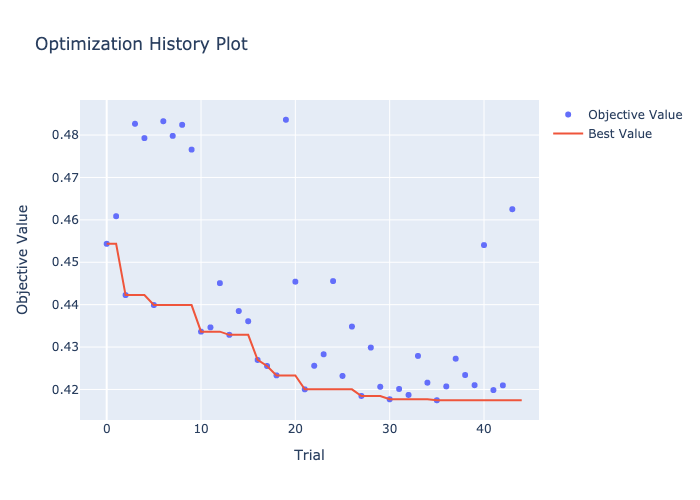 Optimization History Plot
Objective Value
Best Value
0.48
0.47
0.46
0.45
0.44
0.43
0.42
Objective Value
0
10
20
30
40
Trial